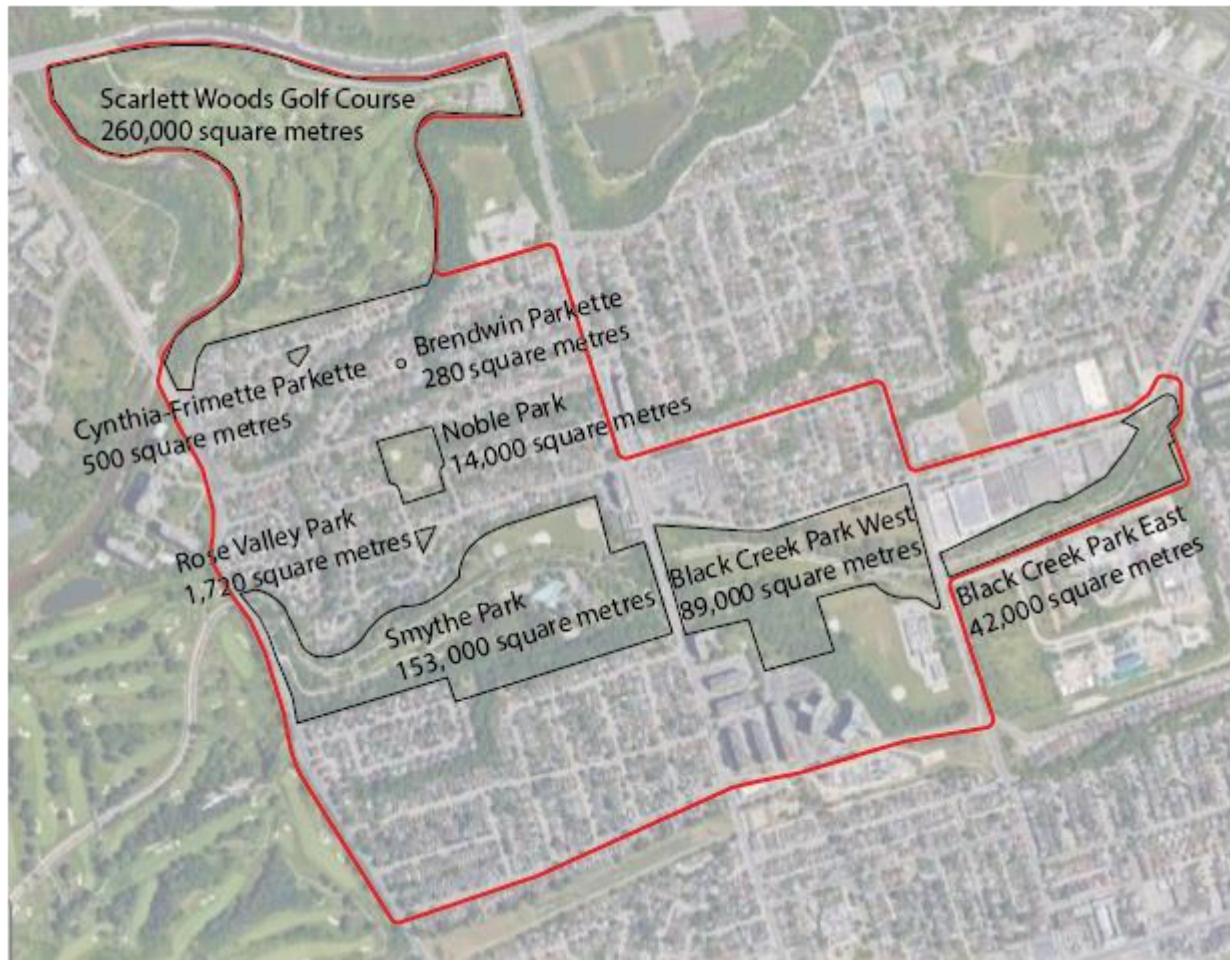 Scarlett Woods Golf Course
260,000 square metres
Brendwin Parkette
280 square metres
Cynthia-Frimette Parkette
500 square metres
Noble Park
14,000 square metres
Rose Valley Park
1,720 square metres
Smythe Park
153, 000 square metres
Black Creek Park West
89,000 square metres
Black Creek Park East
42,000 square metres